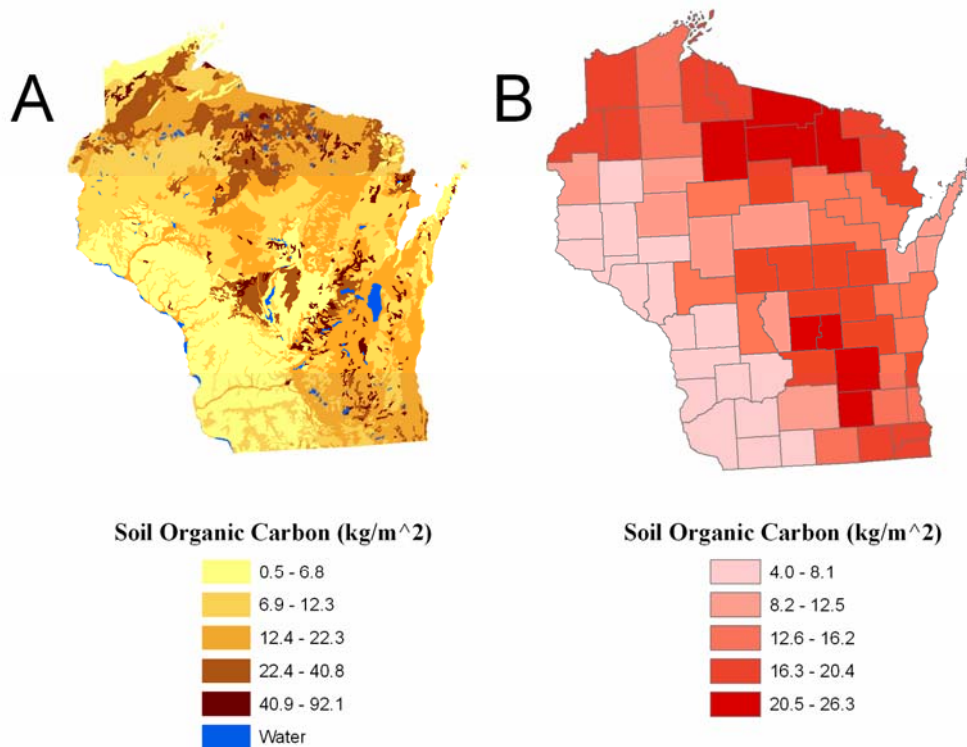 A
B
Soil Organic Carbon (kg/m^2)
0.5 - 6.8
6.9 - 12.3
12.4 - 22.3
22.4 - 40.8
40.9 - 92.1
Water
Soil Organic Carbon (kg/m^2)
4.0 - 8.1
8.2 - 12.5
12.6 - 16.2
16.3 - 20.4
20.5 - 26.3